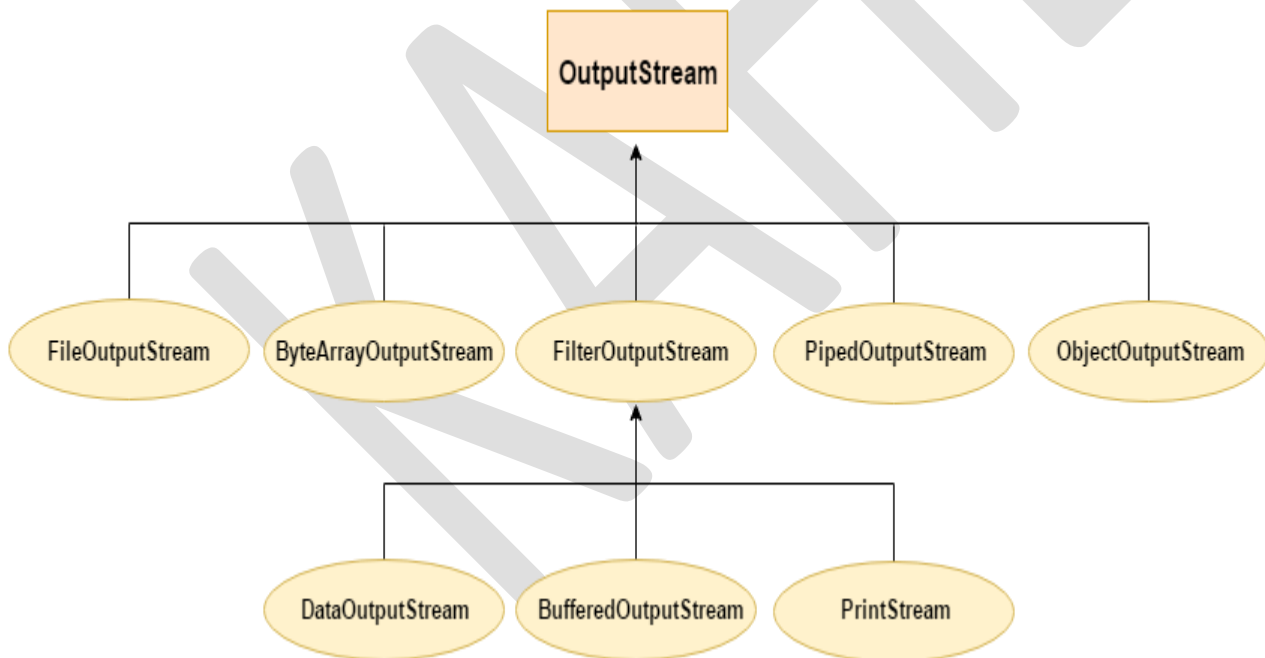 OutputStream
FileOutputStream
ByteArrayOutputStream
FilterOutputStream
PipedOutputStream
ObjectOutputStream
DataOutputStream
BufferedOutputStream
PrintStream